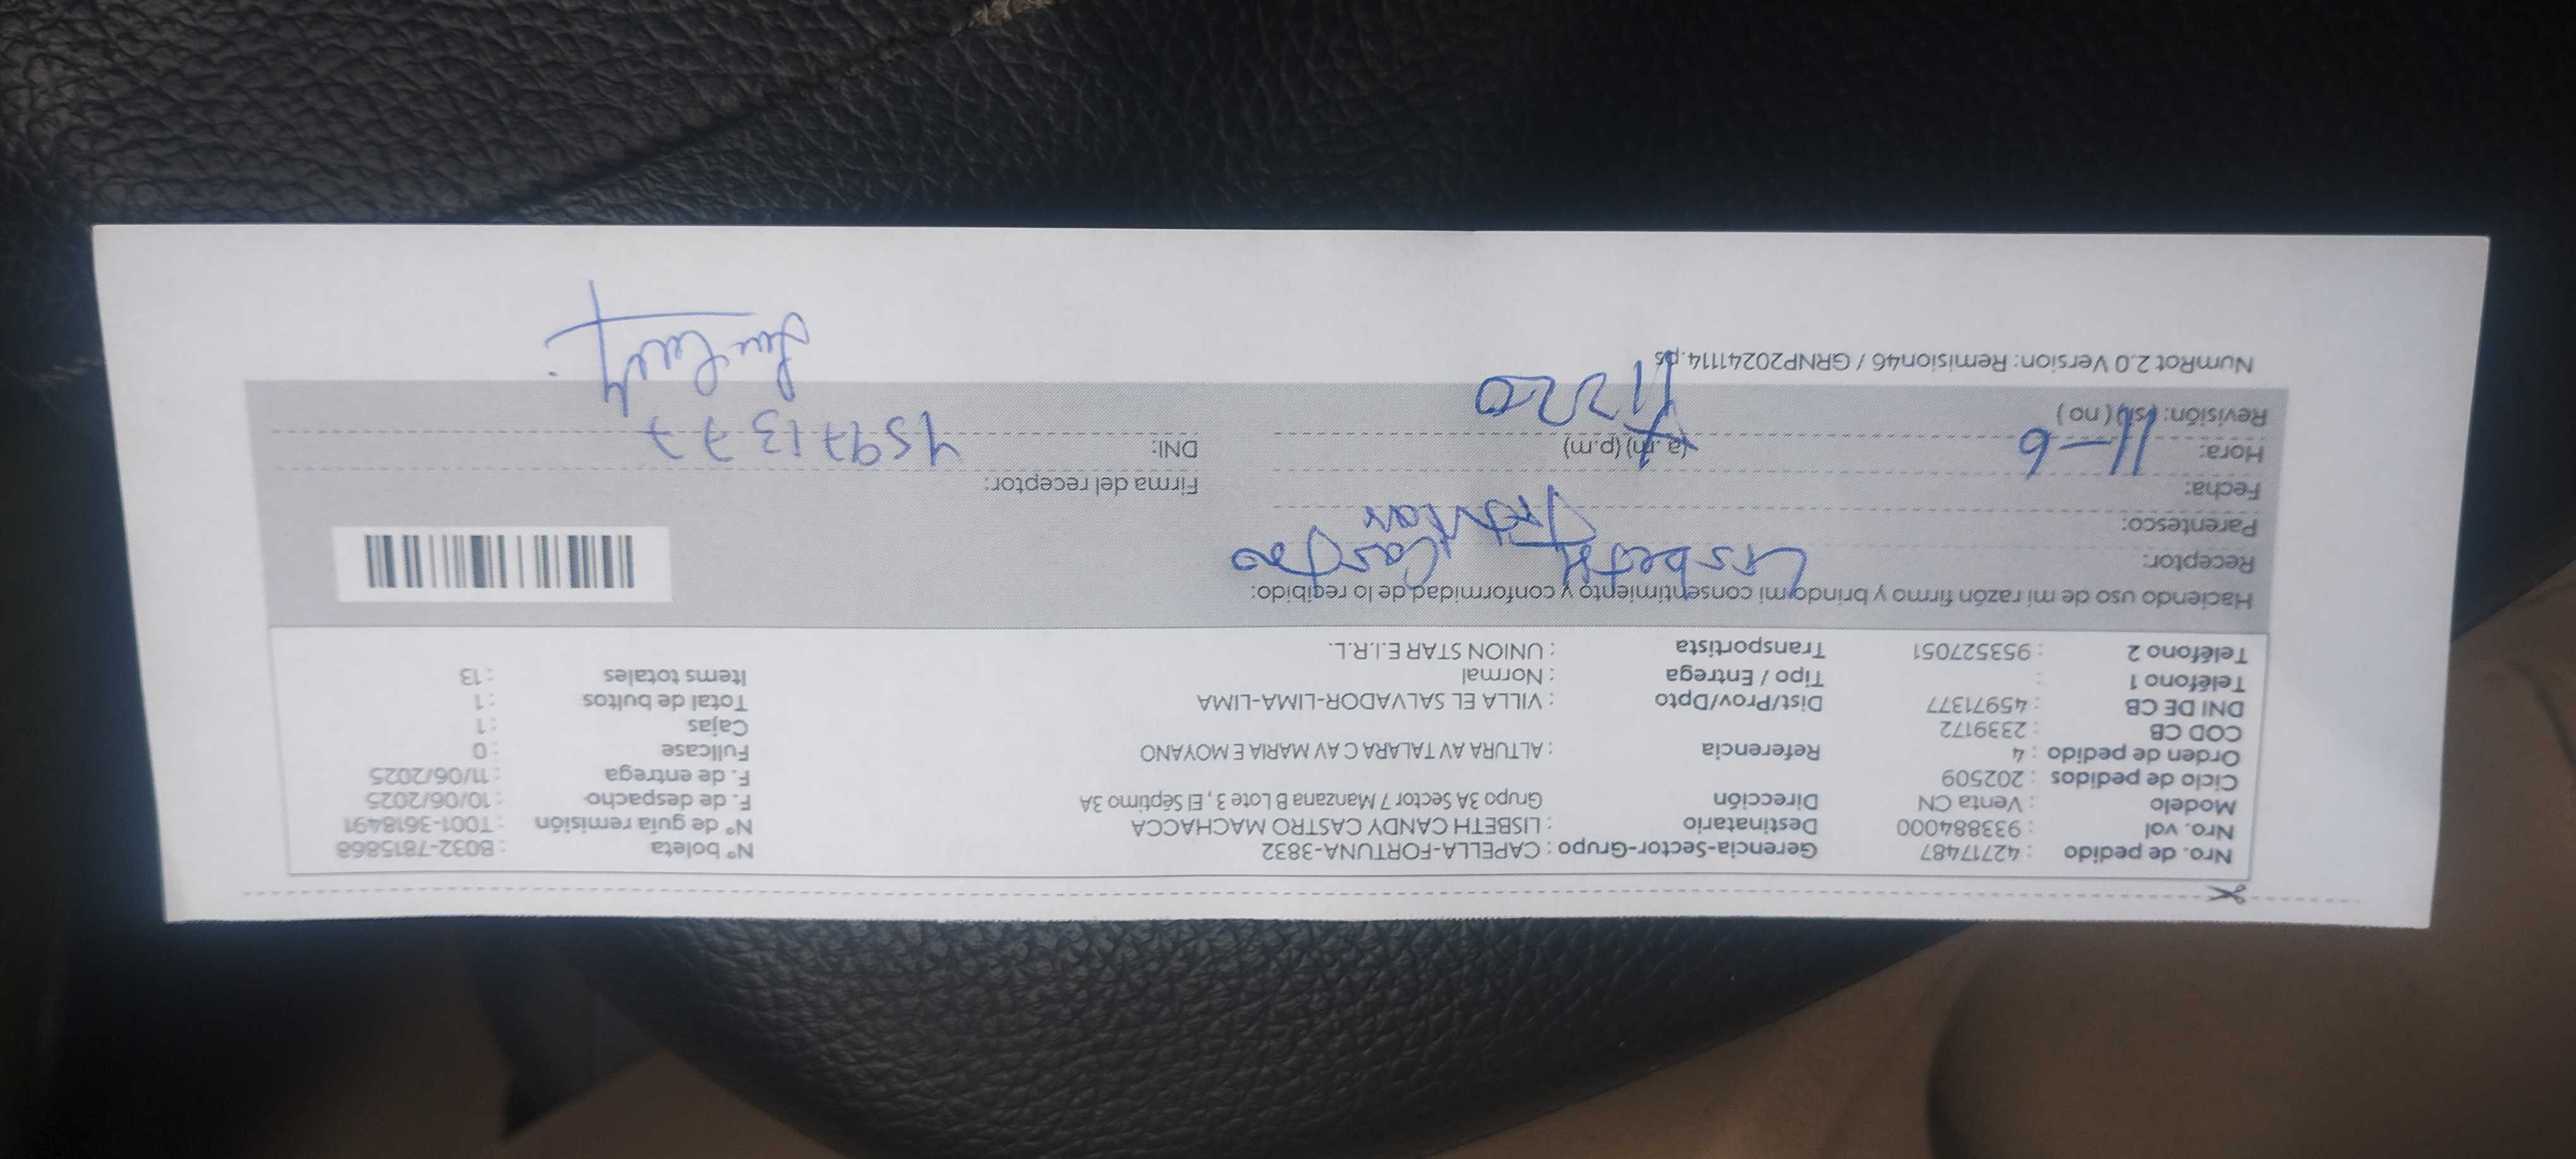 Nro. de pedido : 42717487 Gerencia-Sector-Grupo : CAPELLA-FORTUNA-3832 N° boleta : B032-7815868
Nro. vol : 933884000 Destinatario : LISBETH CANDY CASTRO MACHACCA N° de guía remisión : T001-3618491
Modelo : Venta CN Dirección Grupo 3A Sector 7 Manzana B Lote 3 , El Séptimo 3A F. de despacho : 10/06/2025
Ciclo de pedidos : 202509 F. de entrega : 11/06/2025
Orden de pedido : 4 Referencia : ALTURA AV TALARA C AV MARIA E MOYANO Fullcase : 0
COD CB : 2339172 Cajas : 1
DNI DE CB : 45971377 Dist/Prov/Dpto : VILLA EL SALVADOR-LIMA-LIMA Total de bultos : 1
Teléfono 1 : Tipo / Entrega : Normal Items totales : 13
Teléfono 2 : 953527051 Transportista : UNION STAR E.I.R.L.
Haciendo uso de mi razón firmo y brindo mi consentimiento y conformidad de lo recibido:
Receptor: Lisbeth Castro
Parentesco: Titular
Fecha: 11-6 Firma del receptor:
Hora: (a.m) (p.m) DNI: 45971377
Revisión: (si) ( no ) 11220
NumRot 2.0 Version: Remision46 / GRNP20241114.ps